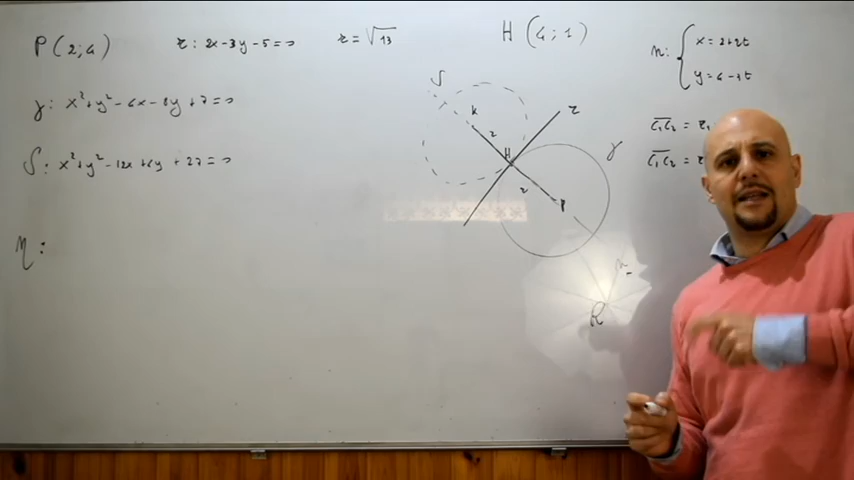 P(2;4) r: 2x-3y-5=0 r=√13 H(4;1) n: { x=2+2t
y=4-3t
γ: x²+y²-4x-8y+7=0
δ: x²+y²-12x+4y+27=0
C₁C₂ = r₁
C₁C₂ = r
η:
δ
K
2
H
r
γ
2
P
n
R